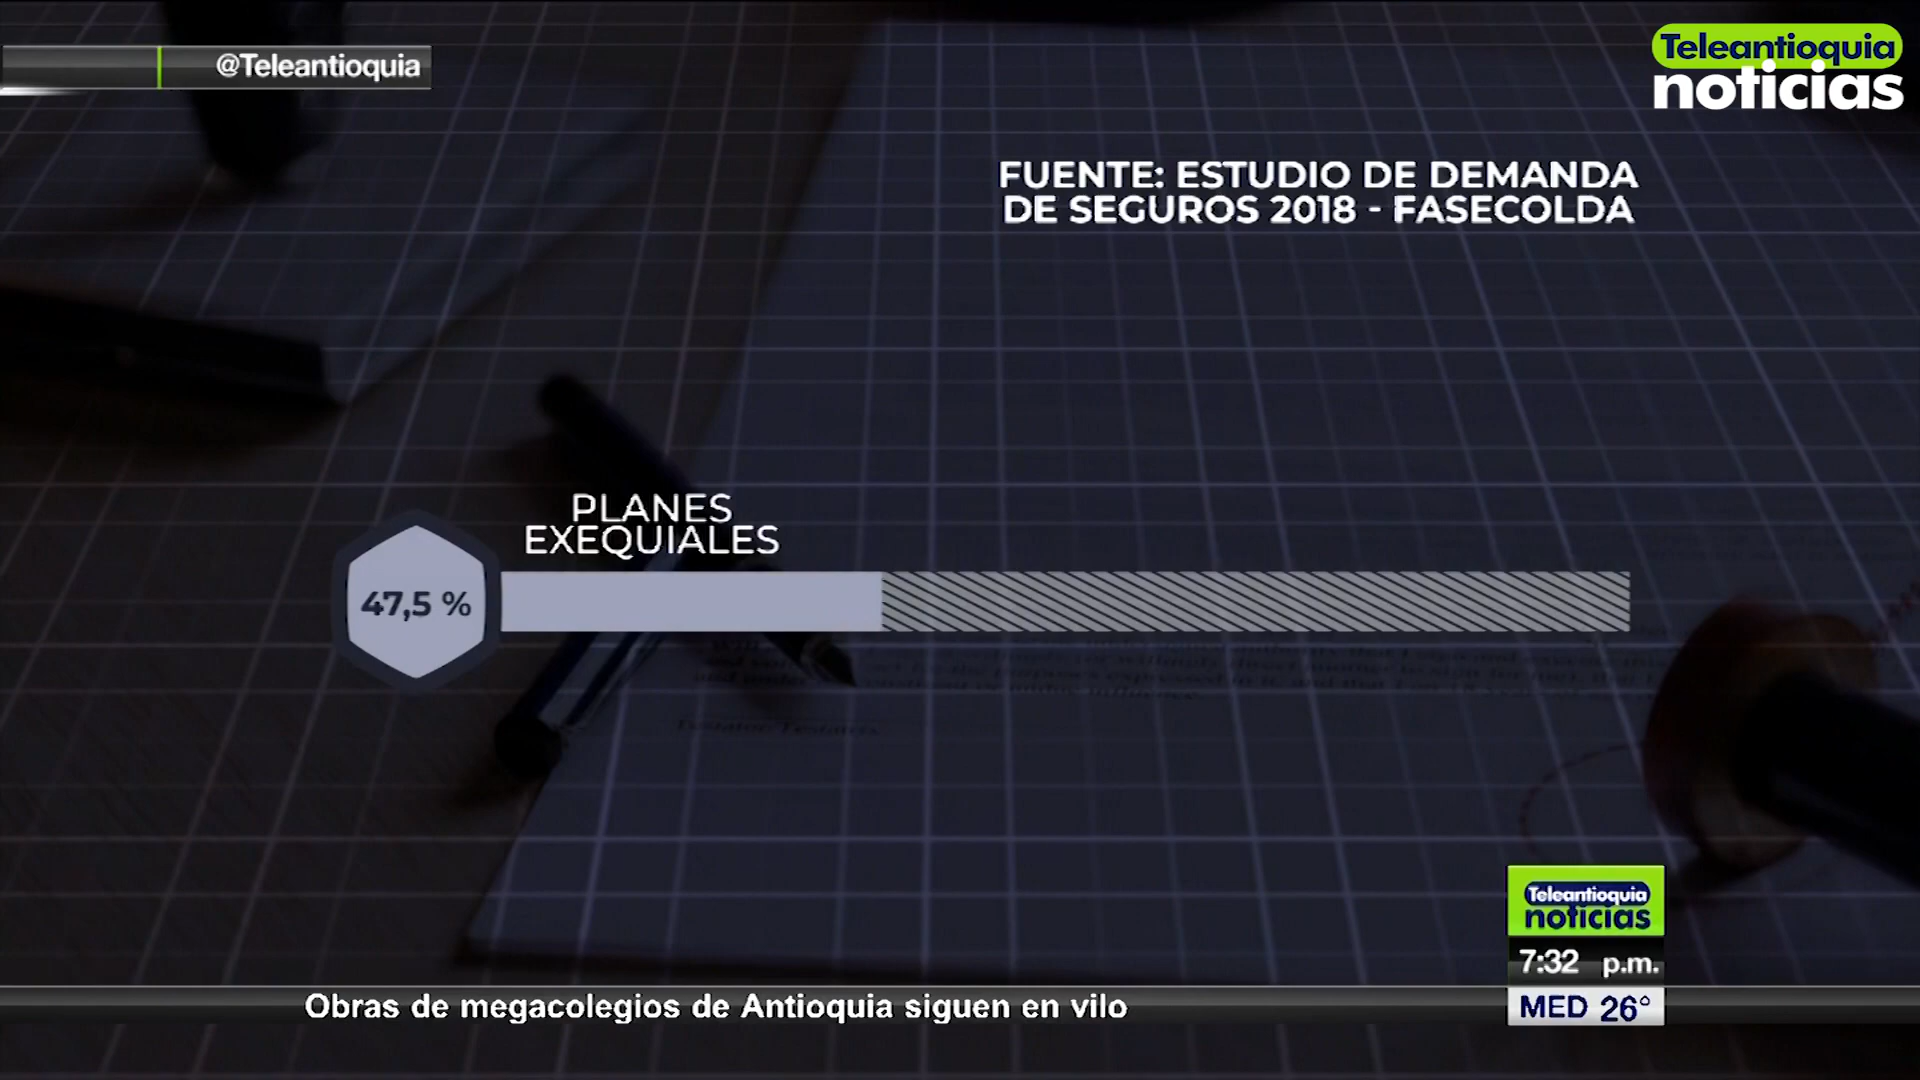 @Teleantioquia
Teleantioquia
noticias
FUENTE: ESTUDIO DE DEMANDA
DE SEGUROS 2018 - FASECOLDA
PLANES
EXEQUIALES
47,5 %
Teleantioquia
noticias
7:32 p.m.
MED 26°
Obras de megacolegios de Antioquia siguen en vilo